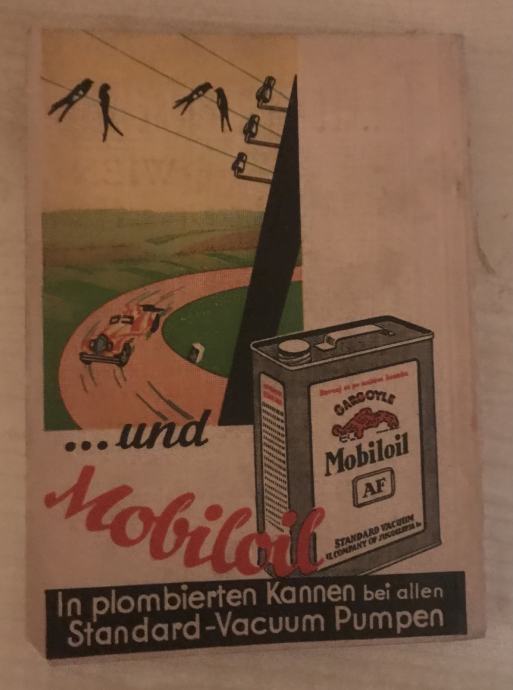 ...und
Mobiloil
GARGOYLE
Mobiloil
AF
STANDARD VACUUM
In plombierten Kannen bei allen
Standard-Vacuum Pumpen